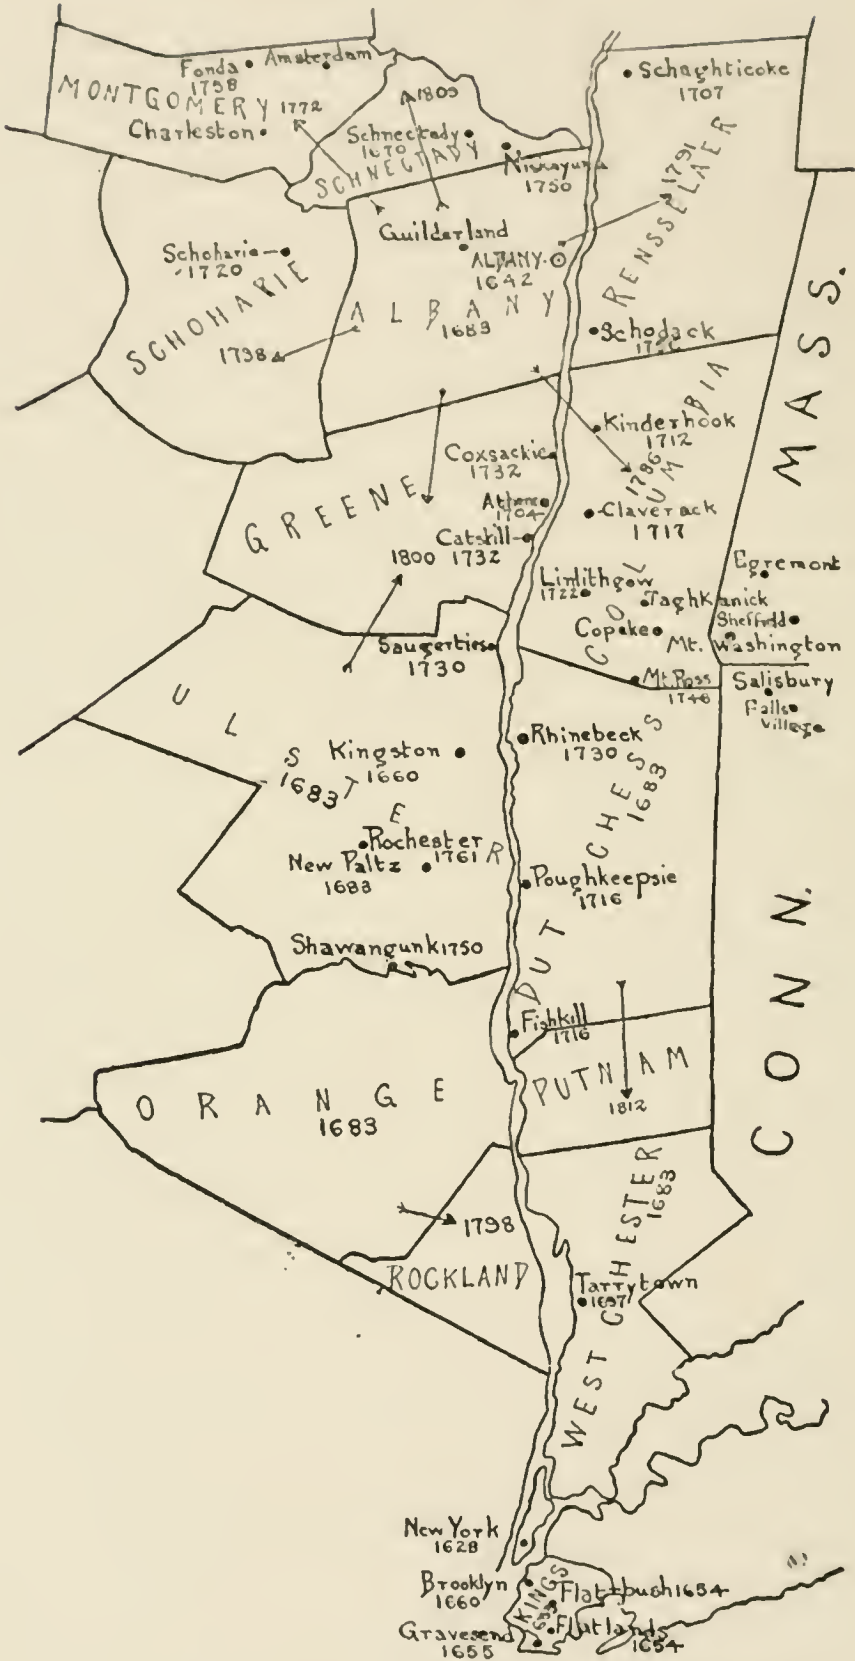 Fonda
1758
Amsterdam
MONTGOMERY
1772
Charleston
1809
Schnectady
1670
SCHNECTADY
Niskayuna
1750
Schaghticoke
1707
RENSSELAER
1791
Schoharie
1720
SCHOHARIE
1798
Guilderland
ALBANY
1642
ALBANY
1683
Schodack
MASS.
Kinderhook
1712
COLUMBIA
1786
Coxsackie
1732
Athens
1704
Claverack
1717
GREENE
Catskill
1732
1800
Linlithgow
1722
Taghkanick
Copake
Egremont
Sheffield
Mt. Washington
Saugerties
1730
Mt. Ross
1748
Salisbury
Falls
Village
ULSTER
1683
Kingston
1660
Rhinebeck
1730
DUTCHESS
1683
Rochester
1761
New Paltz
1683
Poughkeepsie
1716
CONN.
Shawangunk 1750
Fishkill
1716
PUTNAM
1812
ORANGE
1683
WESTCHESTER
1683
1798
ROCKLAND
Tarrytown
1697
New York
1628
Brooklyn
1660
KINGS
Flatbush 1654
Flatlands
1654
Gravesend
1655